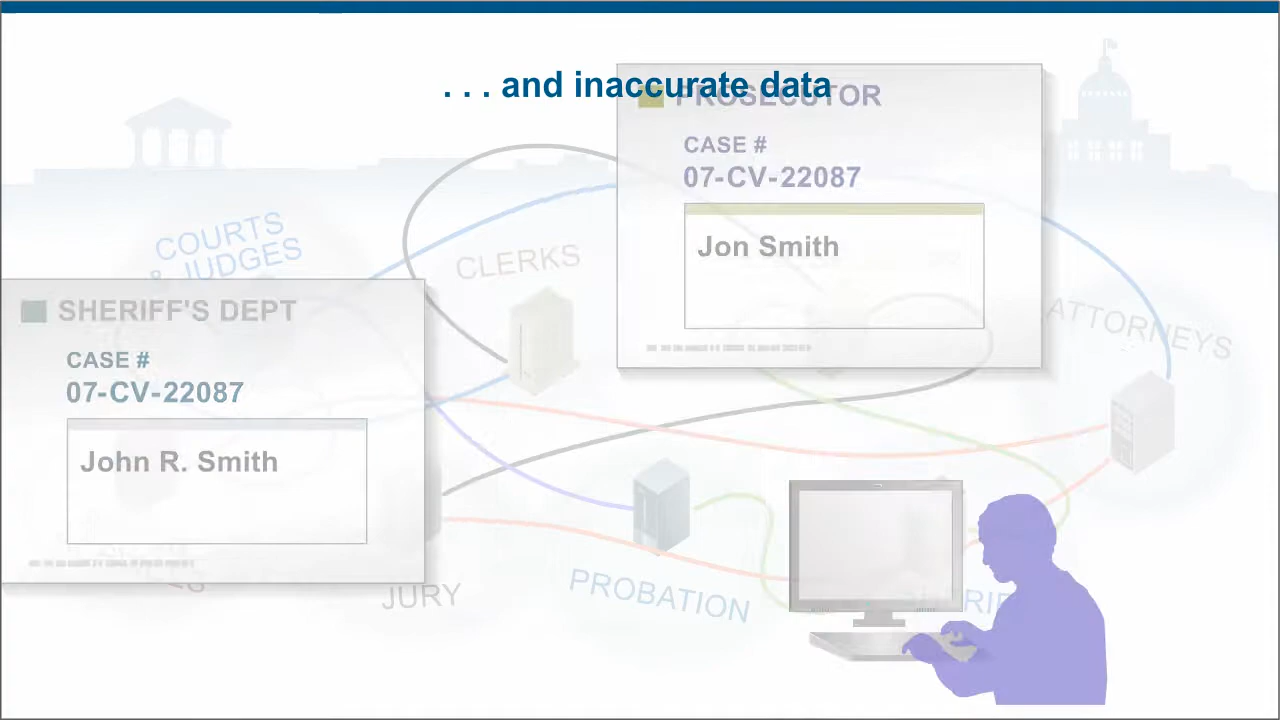 . . . and inaccurate data
PROSECUTOR
CASE #
07-CV-22087
Jon Smith
COURTS
& JUDGES
CLERKS
ATTORNEYS
SHERIFF'S DEPT
CASE #
07-CV-22087
John R. Smith
JURY
PROBATION